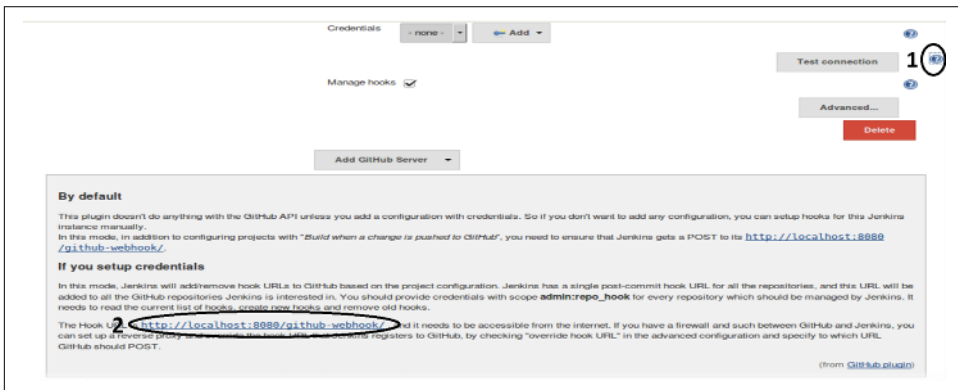 Credentials - none - Add
Test connection 1
Manage hooks
Advanced...
Delete
Add GitHub Server
By default
This plugin doesn't do anything with the GitHub API unless you add a configuration with credentials. So if you don't want to add any configuration, you can setup hooks for this Jenkins
instance manually.
In this mode, in addition to configuring projects with "Build when a change is pushed to GitHub", you need to ensure that Jenkins gets a POST to its http://localhost:8080
/github-webhook/.
If you setup credentials
In this mode, Jenkins will add/remove hook URLs to GitHub based on the project configuration. Jenkins has a single post-commit hook URL for all the repositories, and this URL will be
added to all the GitHub repositories Jenkins is interested in. You should provide credentials with scope admin:repo_hook for every repository which should be managed by Jenkins. It
needs to read the current list of hooks, create new hooks and remove old hooks.
The Hook 2 http://localhost:8080/github-webhook/ and it needs to be accessible from the internet. If you have a firewall and such between GitHub and Jenkins, you
can set up a reverse proxy and override the hook URL that Jenkins registers to GitHub, by checking "override hook URL" in the advanced configuration and specify to which URL
GitHub should POST.
(from GitHub plugin)